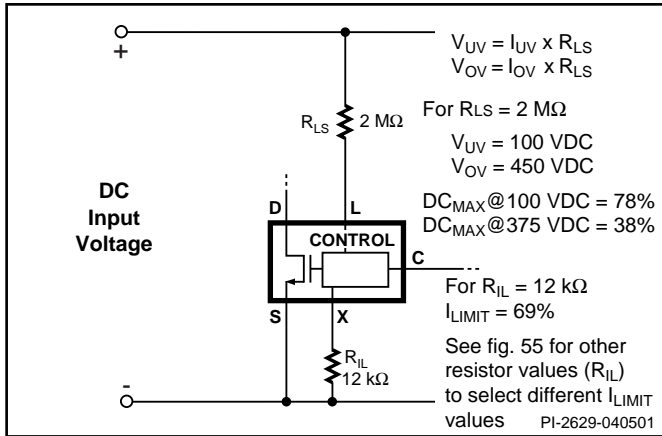 +
DC
Input
Voltage
-
R_LS
2 MΩ
D
L
CONTROL
C
S
X
R_IL
12 kΩ
V_UV = I_UV x R_LS
V_OV = I_OV x R_LS
For R_LS = 2 MΩ
V_UV = 100 VDC
V_OV = 450 VDC
DC_MAX@100 VDC = 78%
DC_MAX@375 VDC = 38%
For R_IL = 12 kΩ
I_LIMIT = 69%
See fig. 55 for other
resistor values (R_IL)
to select different I_LIMIT
values
PI-2629-040501